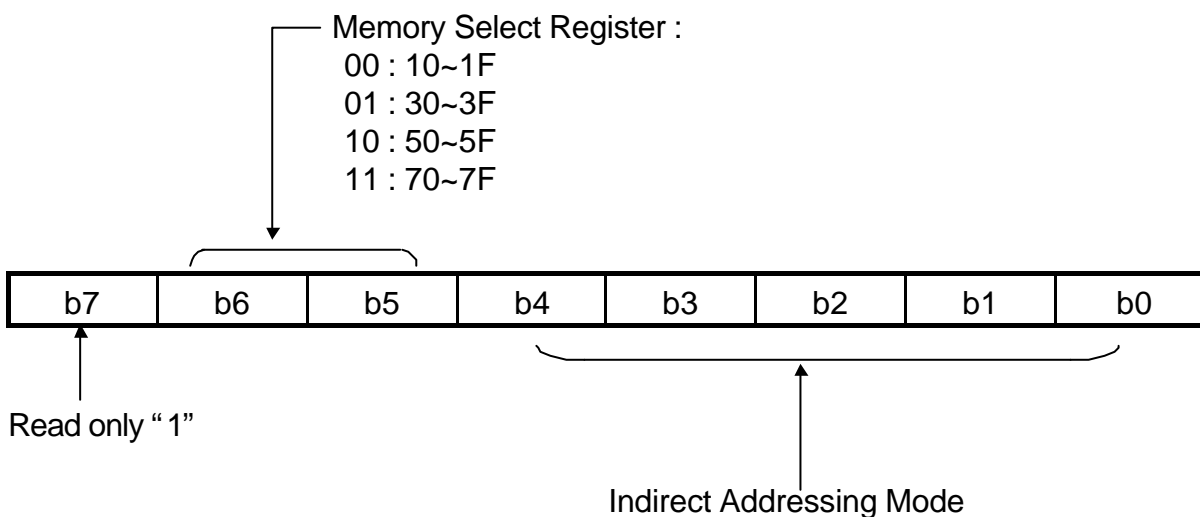 Memory Select Register :
00 : 10~1F
01 : 30~3F
10 : 50~5F
11 : 70~7F
b7 b6 b5 b4 b3 b2 b1 b0
Read only “ 1”
Indirect Addressing Mode